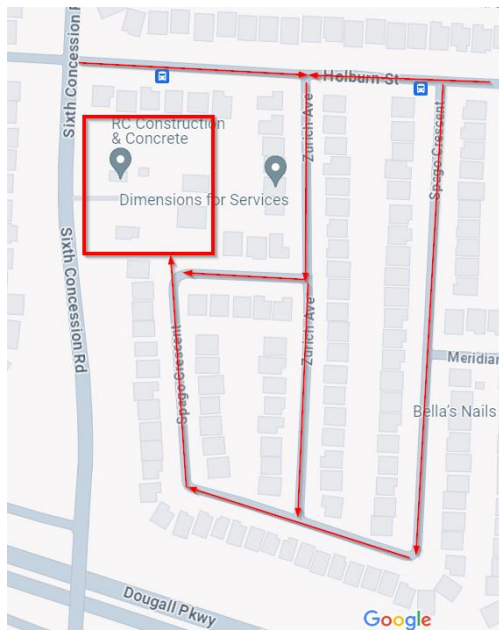 Sixth Concession R
Holburn St
RC Construction
& Concrete
Zurich Ave
Spago Crescent
Dimensions for Services
Sixth Concession Rd
Spago Crescent
Zurich Ave
Meridian
Bella's Nails
Dougall Pkwy
Google